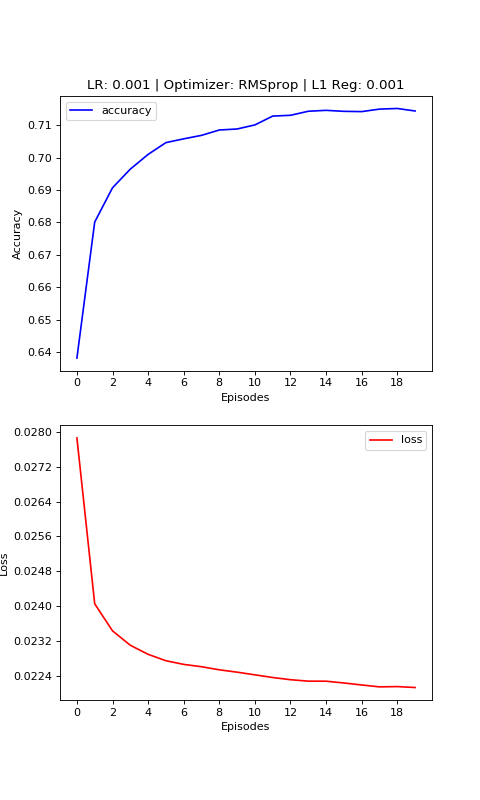 LR: 0.001 | Optimizer: RMSprop | L1 Reg: 0.001
accuracy
0.71
0.70
0.69
0.68
0.67
0.66
0.65
0.64
Accuracy
0 2 4 6 8 10 12 14 16 18
Episodes
loss
0.0280
0.0272
0.0264
0.0256
0.0248
0.0240
0.0232
0.0224
Loss
0 2 4 6 8 10 12 14 16 18
Episodes